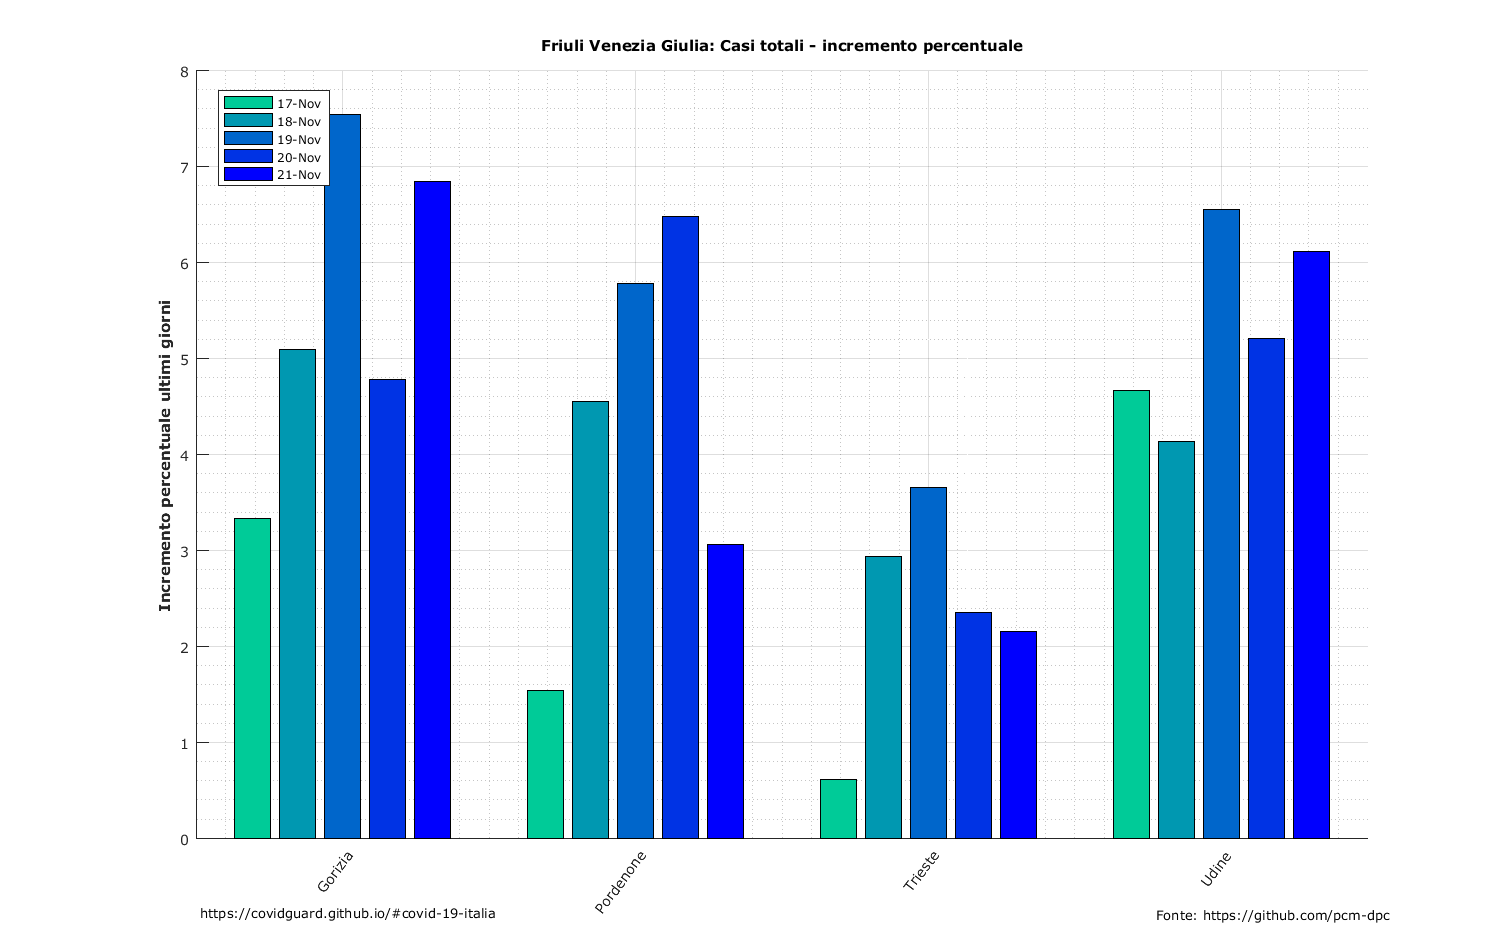 Friuli Venezia Giulia: Casi totali - incremento percentuale
8
7
6
5
4
3
2
1
0
Incremento percentuale ultimi giorni
17-Nov
18-Nov
19-Nov
20-Nov
21-Nov
Gorizia
Pordenone
Trieste
Udine
https://covidguard.github.io/#covid-19-italia
Fonte: https://github.com/pcm-dpc